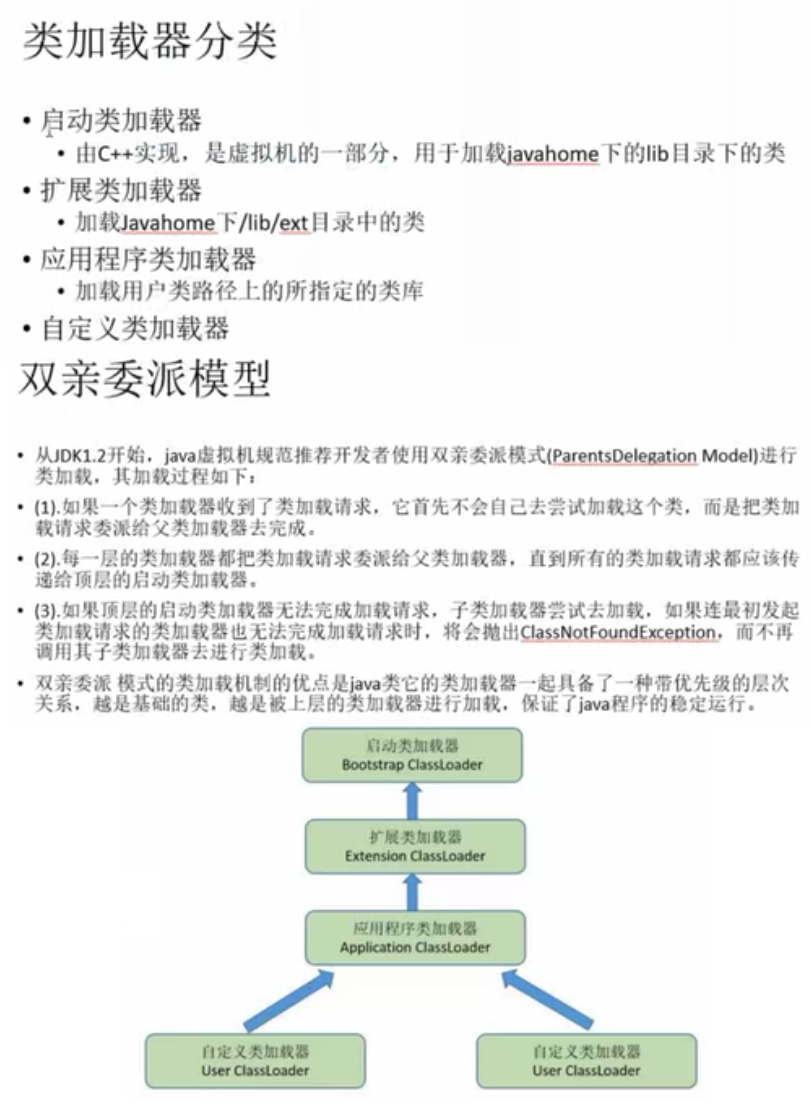 类加载器分类
• 启动类加载器
• 由C++实现，是虚拟机的一部分，用于加载javahome下的lib目录下的类
• 扩展类加载器
• 加载Javahome下/lib/ext目录中的类
• 应用程序类加载器
• 加载用户类路径上的所指定的类库
• 自定义类加载器
双亲委派模型
• 从JDK1.2开始，java虚拟机规范推荐开发者使用双亲委派模式(ParentsDelegation Model)进行
类加载，其加载过程如下：
• (1).如果一个类加载器收到了类加载请求，它首先不会自己去尝试加载这个类，而是把类加
载请求委派给父类加载器去完成。
• (2).每一层的类加载器都把类加载请求委派给父类加载器，直到所有的类加载请求都应该传
递给顶层的启动类加载器。
• (3).如果顶层的启动类加载器无法完成加载请求，子类加载器尝试去加载，如果连最初发起
类加载请求的类加载器也无法完成加载请求时，将会抛出ClassNotFoundException，而不再
调用其子类加载器去进行类加载。
• 双亲委派 模式的类加载机制的优点是java类它的类加载器一起具备了一种带优先级的层次
关系，越是基础的类，越是被上层的类加载器进行加载，保证了java程序的稳定运行。
启动类加载器
Bootstrap ClassLoader
扩展类加载器
Extension ClassLoader
应用程序类加载器
Application ClassLoader
自定义类加载器
User ClassLoader
自定义类加载器
User ClassLoader